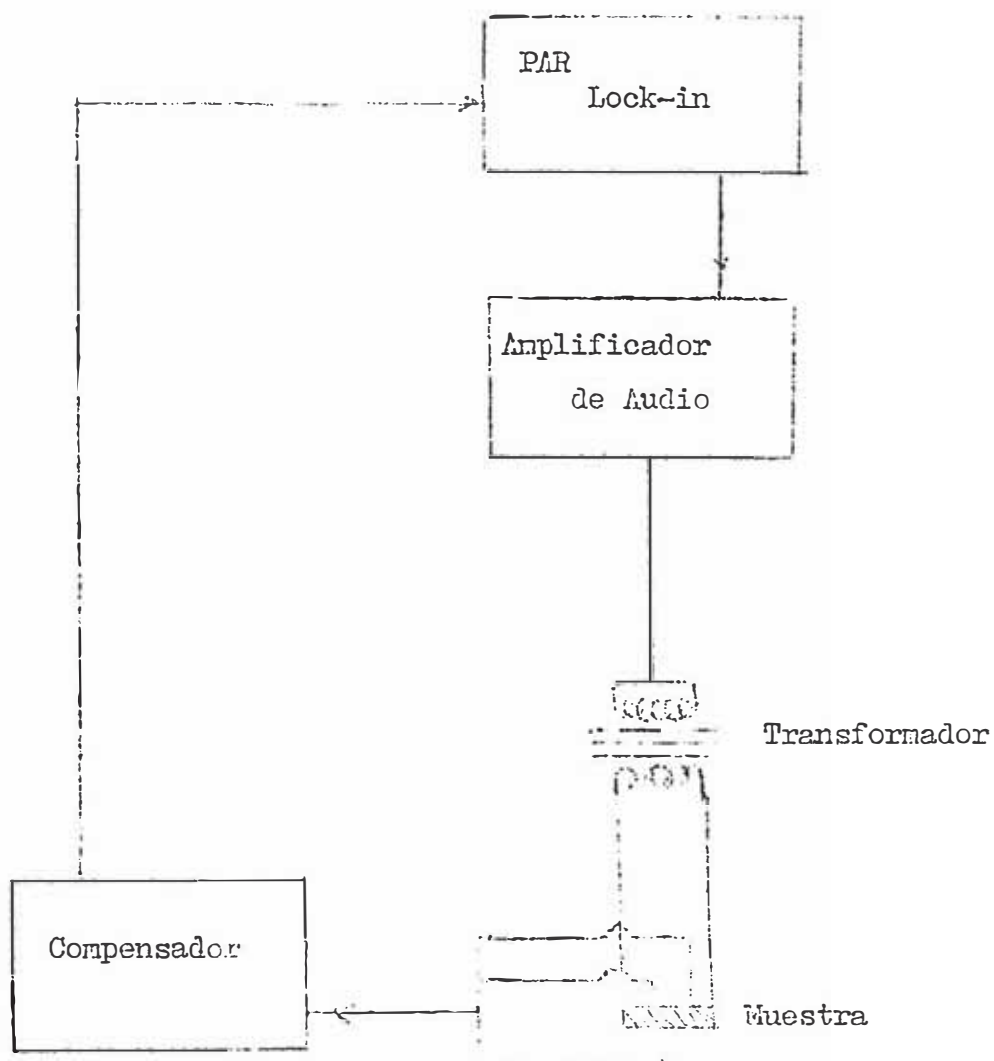 PAR
Lock-in
Amplificador
de Audio
Transformador
Compensador
Muestra